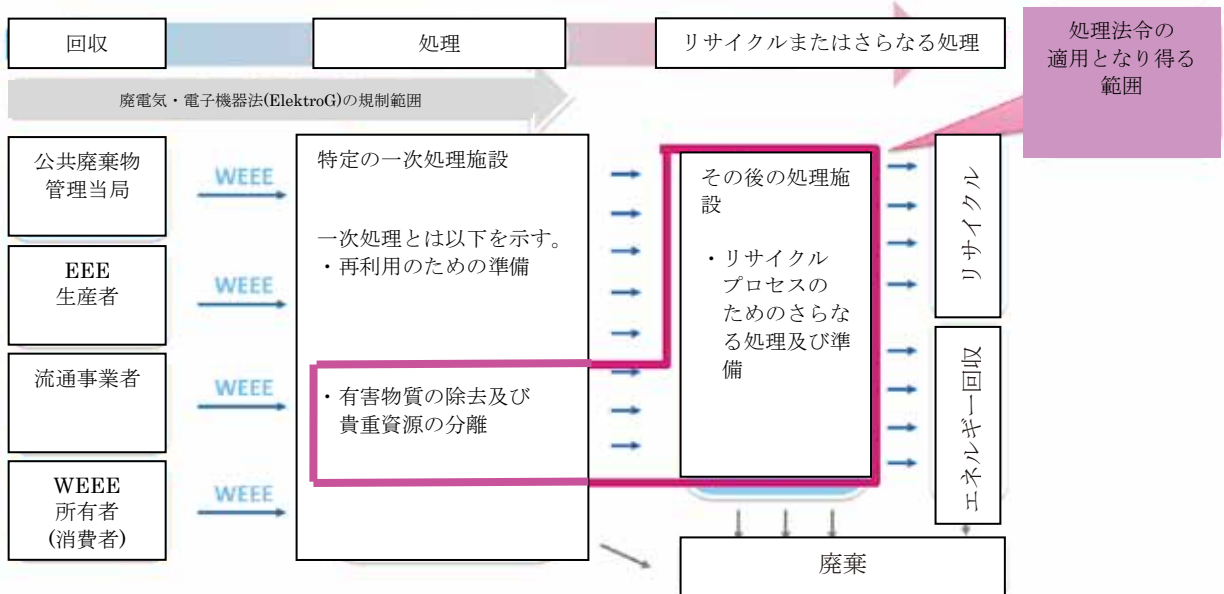 回収
処理
リサイクルまたはさらなる処理
処理法令の
適用となり得る
範囲
廃電気・電子機器法(ElektroG)の規制範囲
公共廃棄物
管理当局
WEEE
EEE
生産者
WEEE
流通事業者
WEEE
WEEE
所有者
(消費者)
WEEE
特定の一次処理施設
一次処理とは以下を示す。
・再利用のための準備
・有害物質の除去及び
貴重資源の分離
その後の処理施
設
・リサイクル
プロセスの
ためのさらな
る処理及び準
備
リサイクル
エネルギー回収
廃棄